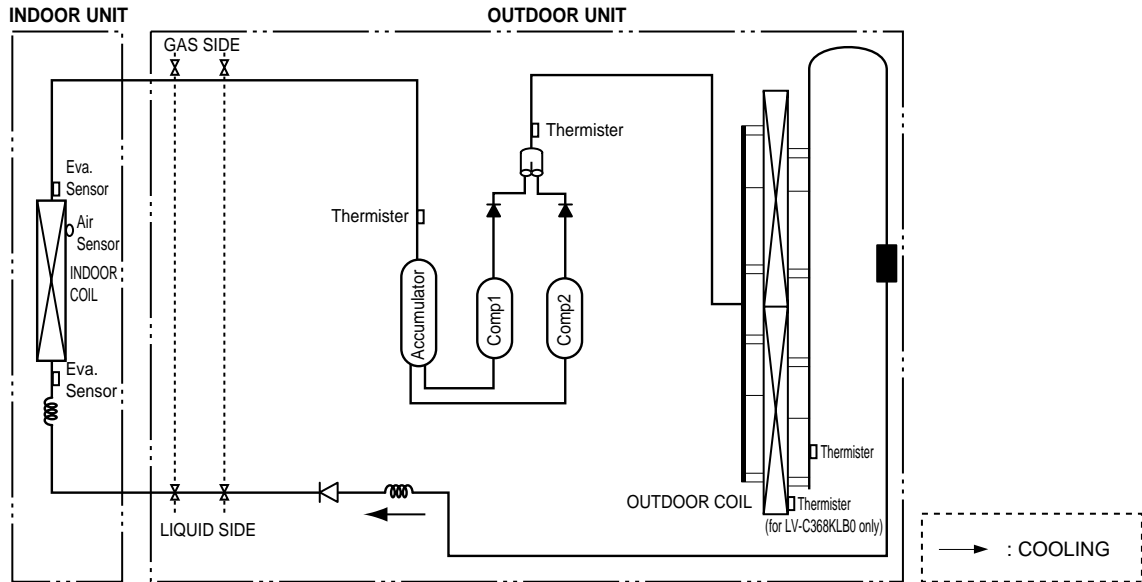 INDOOR UNIT
OUTDOOR UNIT
GAS SIDE
Thermister
Eva.
Sensor
Air
Sensor
INDOOR
COIL
Thermister
Accumulator
Comp1
Comp2
Eva.
Sensor
Thermister
OUTDOOR COIL
Thermister
(for LV-C368KLB0 only)
LIQUID SIDE
: COOLING